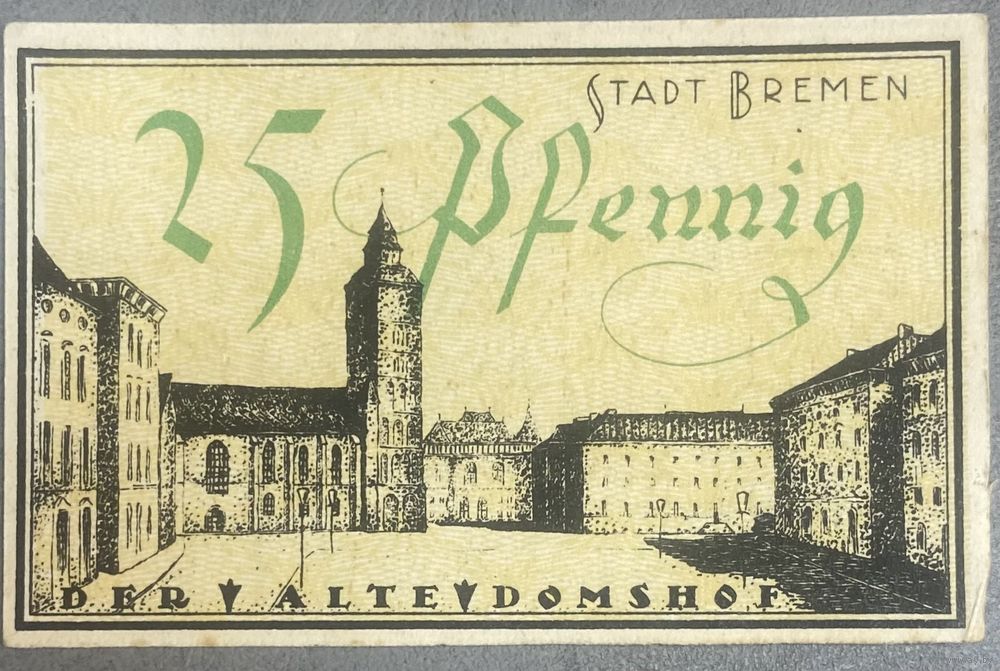 STADT BREMEN
25 Pfennig
DER ALTE DOMSHOF